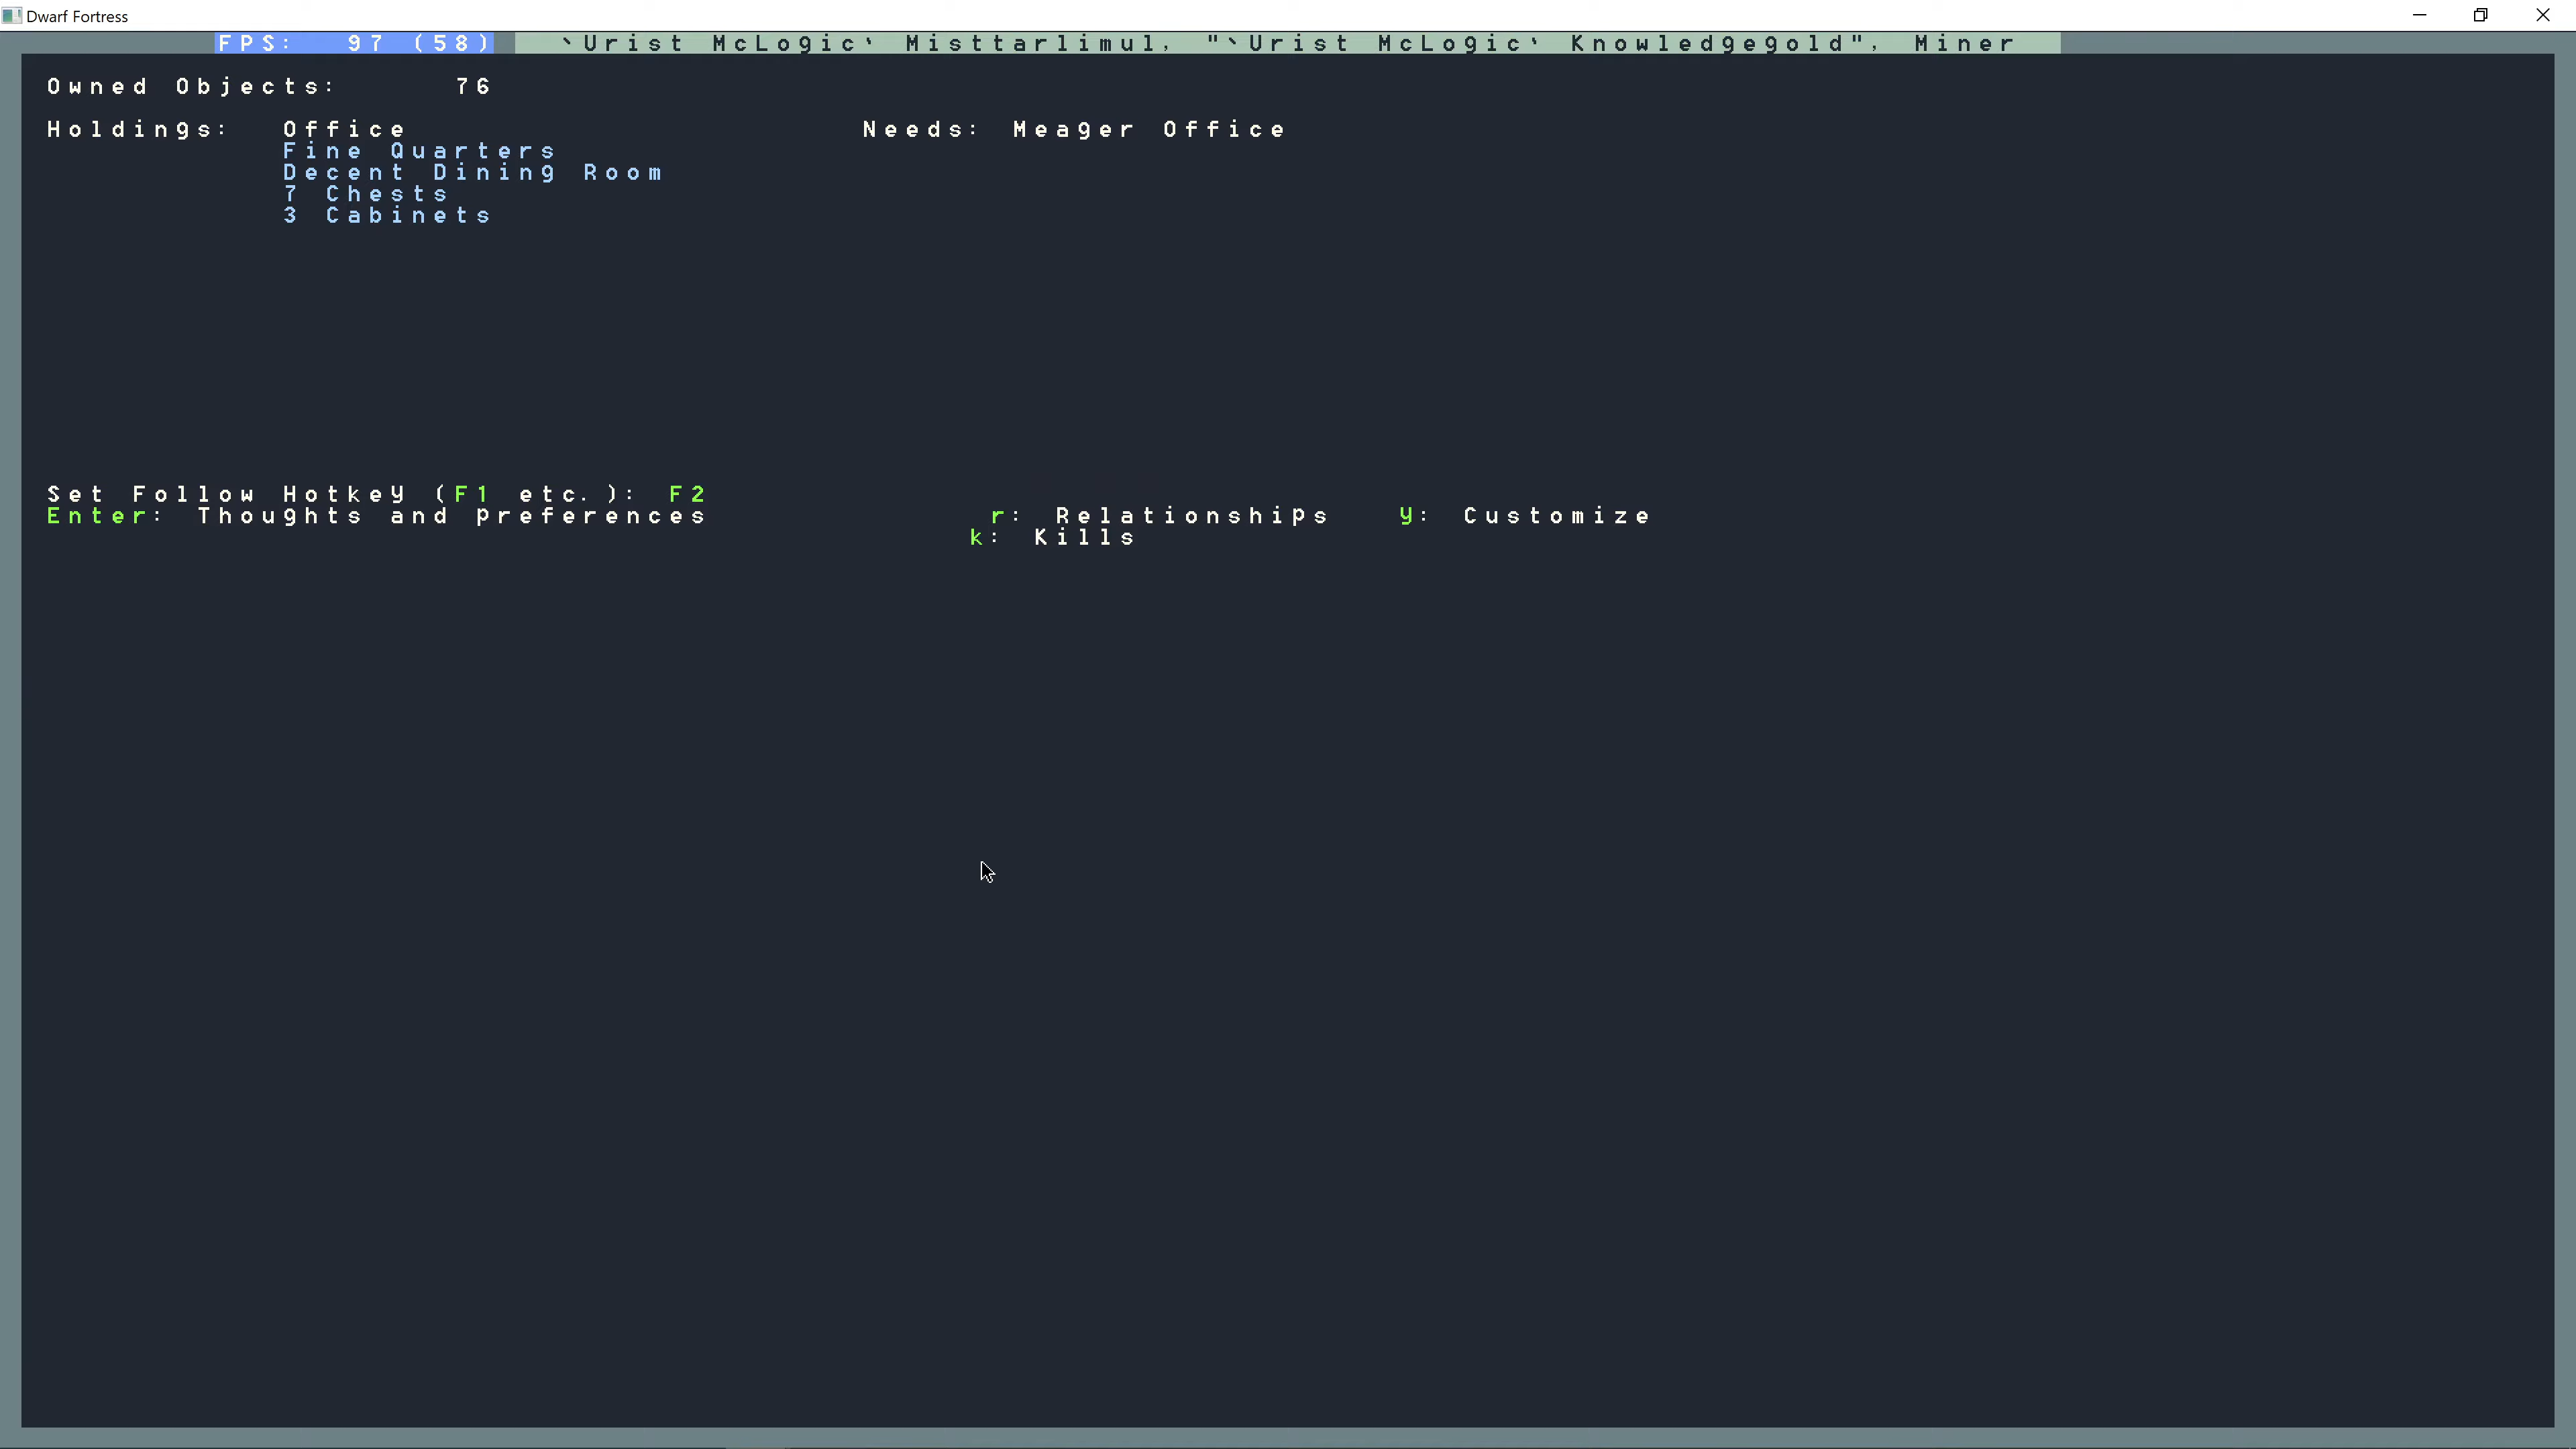 Dwarf Fortress
FPS: 97 (58) `Urist McLogic' Misttarlimul, "`Urist McLogic' Knowledgegold", Miner
Owned Objects: 76
Holdings: Office Needs: Meager Office
Fine Quarters
Decent Dining Room
7 Chests
3 Cabinets
Set Follow Hotkey (F1 etc.): F2
Enter: Thoughts and preferences r: Relationships y: Customize
k: Kills